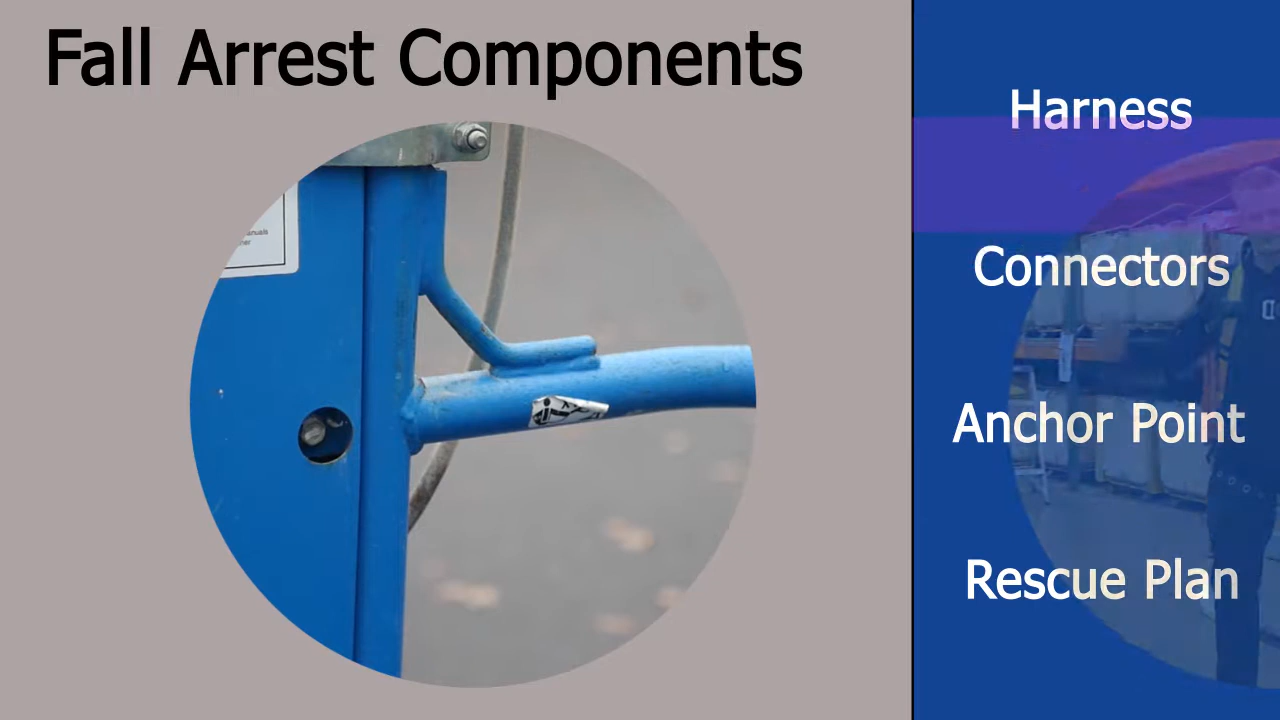 Fall Arrest Components
Harness
Connectors
Anchor Point
Rescue Plan